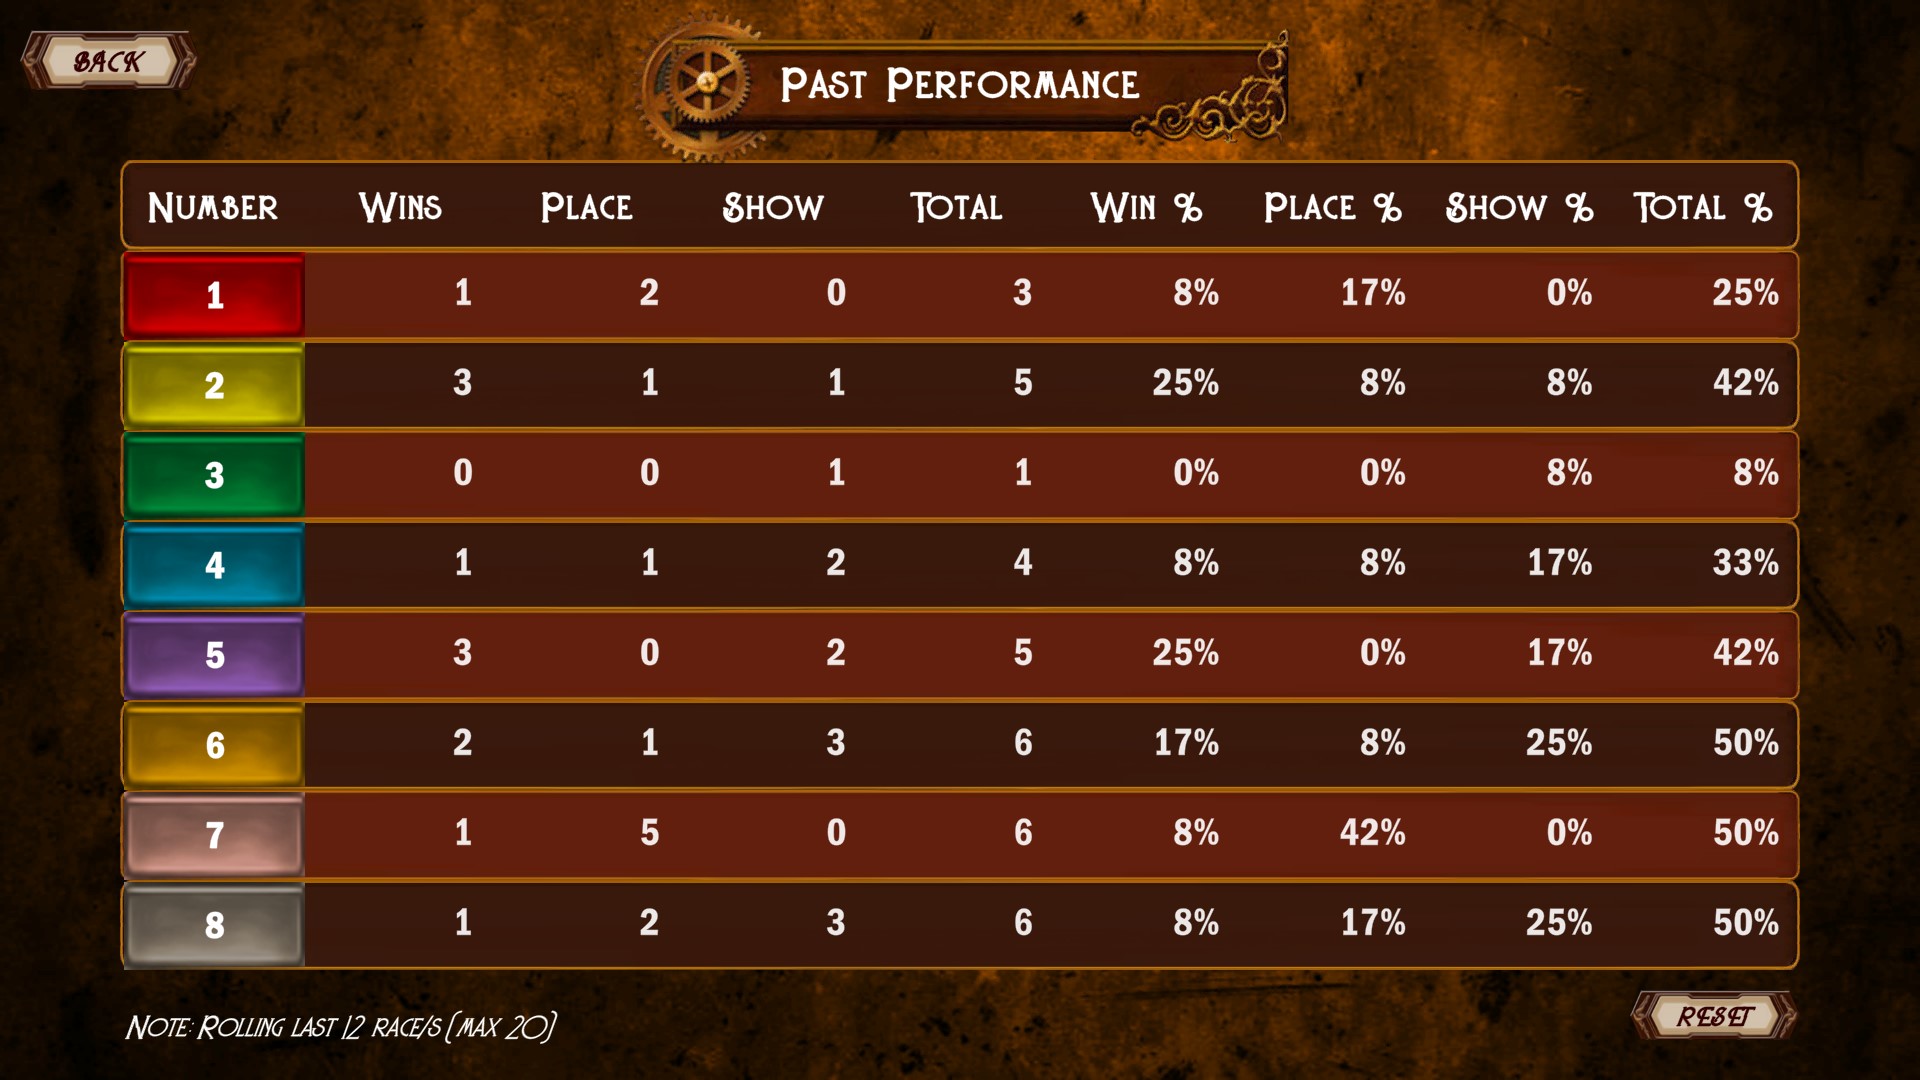 BACK
PAST PERFORMANCE
NUMBER WINS PLACE SHOW TOTAL WIN % PLACE % SHOW % TOTAL %
1 1 2 0 3 8% 17% 0% 25%
2 3 1 1 5 25% 8% 8% 42%
3 0 0 1 1 0% 0% 8% 8%
4 1 1 2 4 8% 8% 17% 33%
5 3 0 2 5 25% 0% 17% 42%
6 2 1 3 6 17% 8% 25% 50%
7 1 5 0 6 8% 42% 0% 50%
8 1 2 3 6 8% 17% 25% 50%
NOTE: ROLLING LAST 12 RACE/S (MAX 20)
RESET